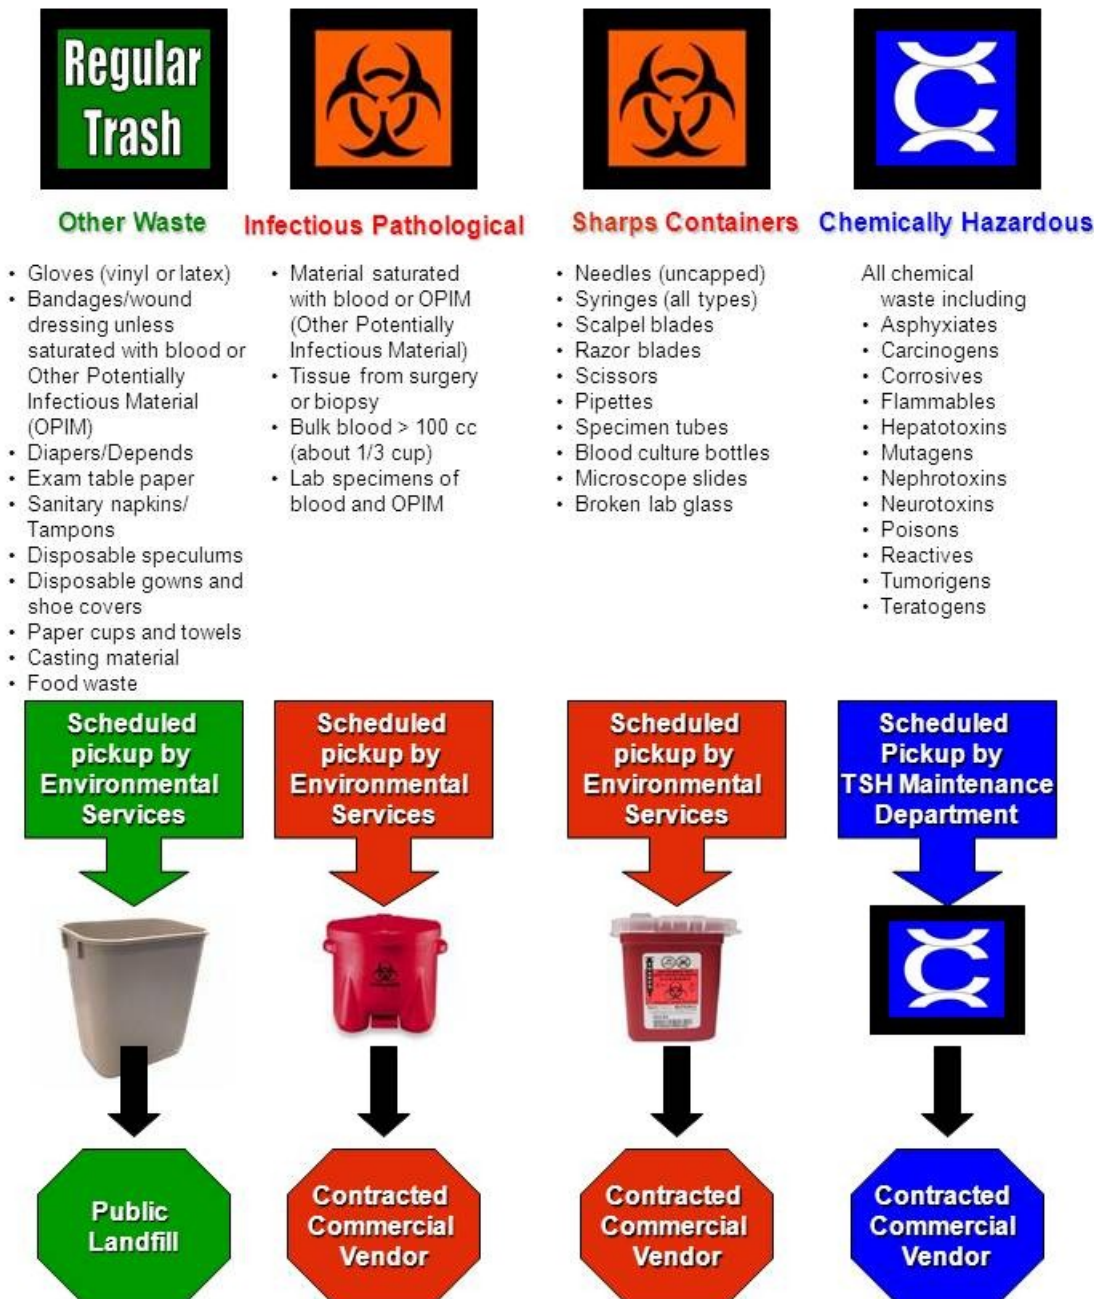 Regular
Trash
Other Waste
• Gloves (vinyl or latex)
• Bandages/wound
dressing unless
saturated with blood or
Other Potentially
Infectious Material
(OPIM)
• Diapers/Depends
• Exam table paper
• Sanitary napkins/
Tampons
• Disposable speculums
• Disposable gowns and
shoe covers
• Paper cups and towels
• Casting material
• Food waste
Scheduled
pickup by
Environmental
Services
Public
Landfill
Infectious Pathological
• Material saturated
with blood or OPIM
(Other Potentially
Infectious Material)
• Tissue from surgery
or biopsy
• Bulk blood > 100 cc
(about 1/3 cup)
• Lab specimens of
blood and OPIM
Scheduled
pickup by
Environmental
Services
Contracted
Commercial
Vendor
Sharps Containers
• Needles (uncapped)
• Syringes (all types)
• Scalpel blades
• Razor blades
• Scissors
• Pipettes
• Specimen tubes
• Blood culture bottles
• Microscope slides
• Broken lab glass
Scheduled
pickup by
Environmental
Services
Contracted
Commercial
Vendor
C
Chemically Hazardous
All chemical
waste including
• Asphyxiates
• Carcinogens
• Corrosives
• Flammables
• Hepatotoxins
• Mutagens
• Nephrotoxins
• Neurotoxins
• Poisons
• Reactives
• Tumorigens
• Teratogens
Scheduled
Pickup by
TSH Maintenance
Department
C
Contracted
Commercial
Vendor